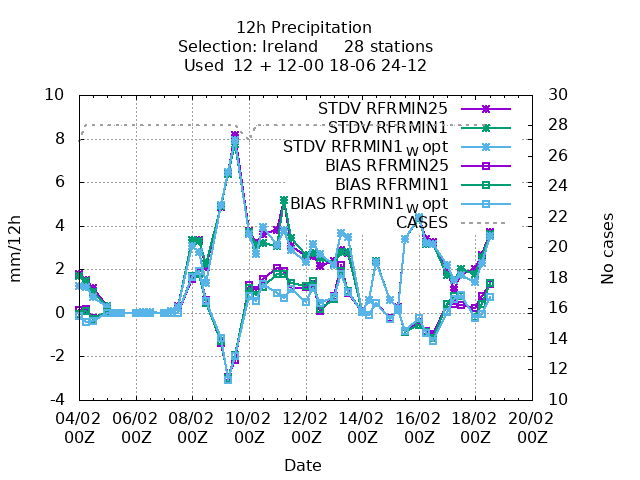 12h Precipitation
Selection: Ireland 28 stations
Used 12 + 12-00 18-06 24-12
10 30
STDV RFRMIN25
STDV RFRMIN1
STDV RFRMIN1_w opt
BIAS RFRMIN25
BIAS RFRMIN1
BIAS RFRMIN1_w opt
CASES
8 28
26
6
24
4 22
20
2 18
0 16
14
-2
12
-4 10
mm/12h
No cases
04/02 06/02 08/02 10/02 12/02 14/02 16/02 18/02 20/02
00Z 00Z 00Z 00Z 00Z 00Z 00Z 00Z 00Z
Date